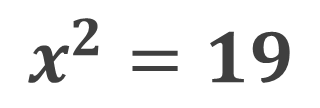 x² = 19